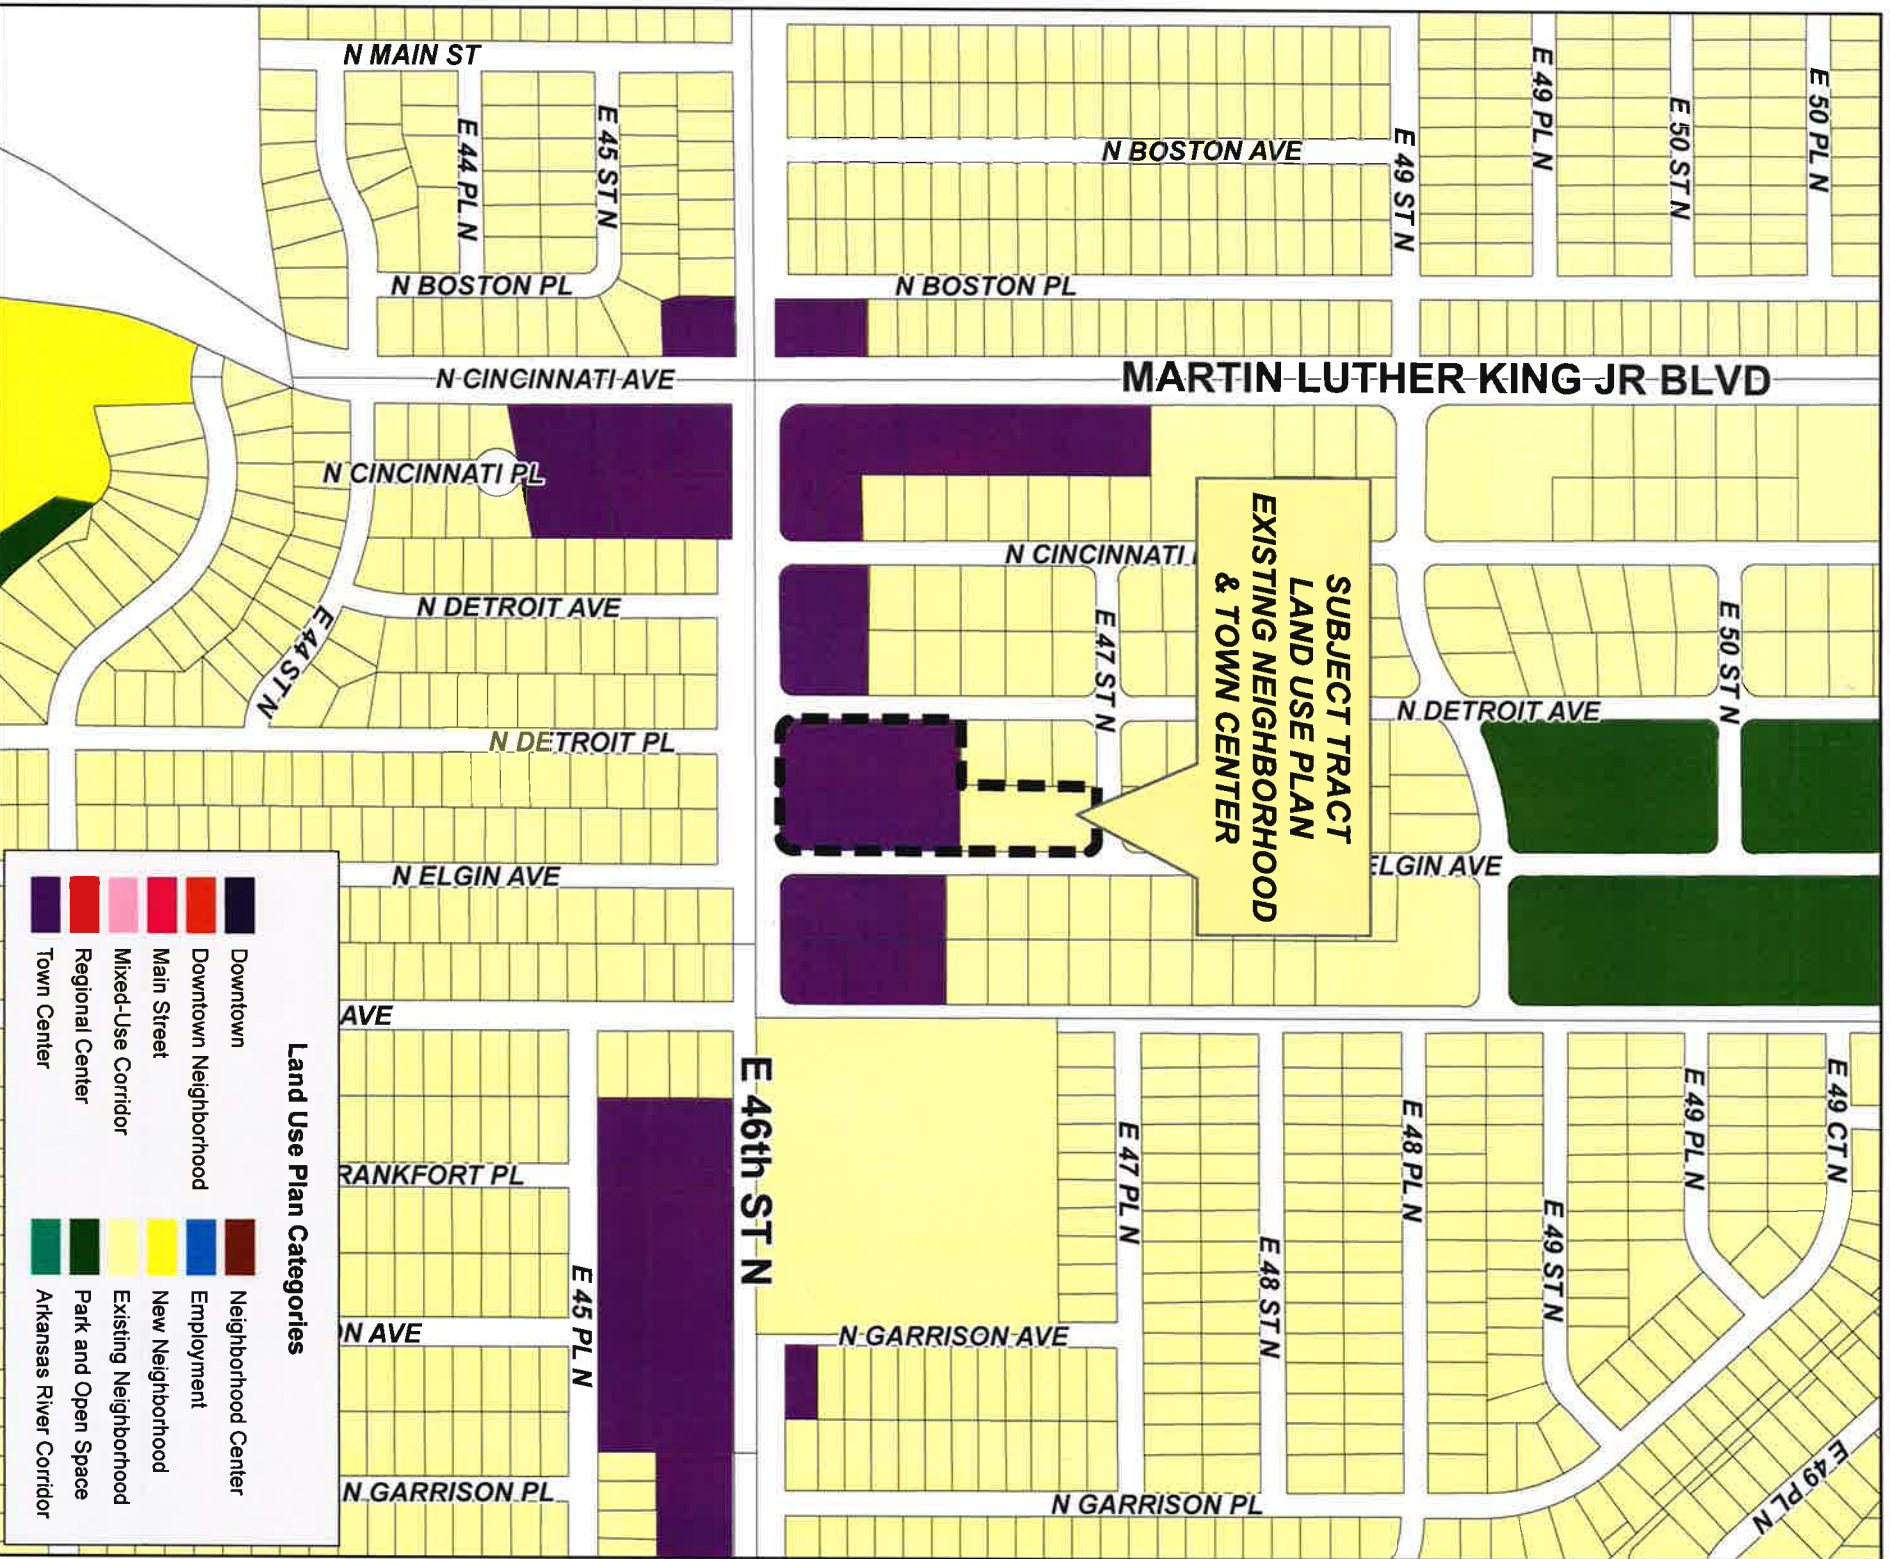 N MAIN ST
E 44 PL N
E 45 ST N
N BOSTON AVE
E 49 ST N
E 49 PL N
E 50 ST N
E 50 PL N
N BOSTON PL
N BOSTON PL
N CINCINNATI AVE
MARTIN LUTHER KING JR BLVD
N CINCINNATI PL
N CINCINNATI
N DETROIT AVE
E 44 ST N
E 47 ST N
E 50 ST N
SUBJECT TRACT
LAND USE PLAN
EXISTING NEIGHBORHOOD
& TOWN CENTER
N DETROIT AVE
N DETROIT PL
ELGIN AVE
N ELGIN AVE
AVE
E 46th ST N
RANKFORT PL
E 45 PL N
N AVE
N GARRISON AVE
N GARRISON PL
N GARRISON PL
E 47 PL N
E 48 ST N
E 48 PL N
E 49 ST N
E 49 PL N
E 49 CT N
E 49 PL N
Land Use Plan Categories
Downtown
Downtown Neighborhood
Main Street
Mixed-Use Corridor
Regional Center
Town Center
Neighborhood Center
Employment
New Neighborhood
Existing Neighborhood
Park and Open Space
Arkansas River Corridor